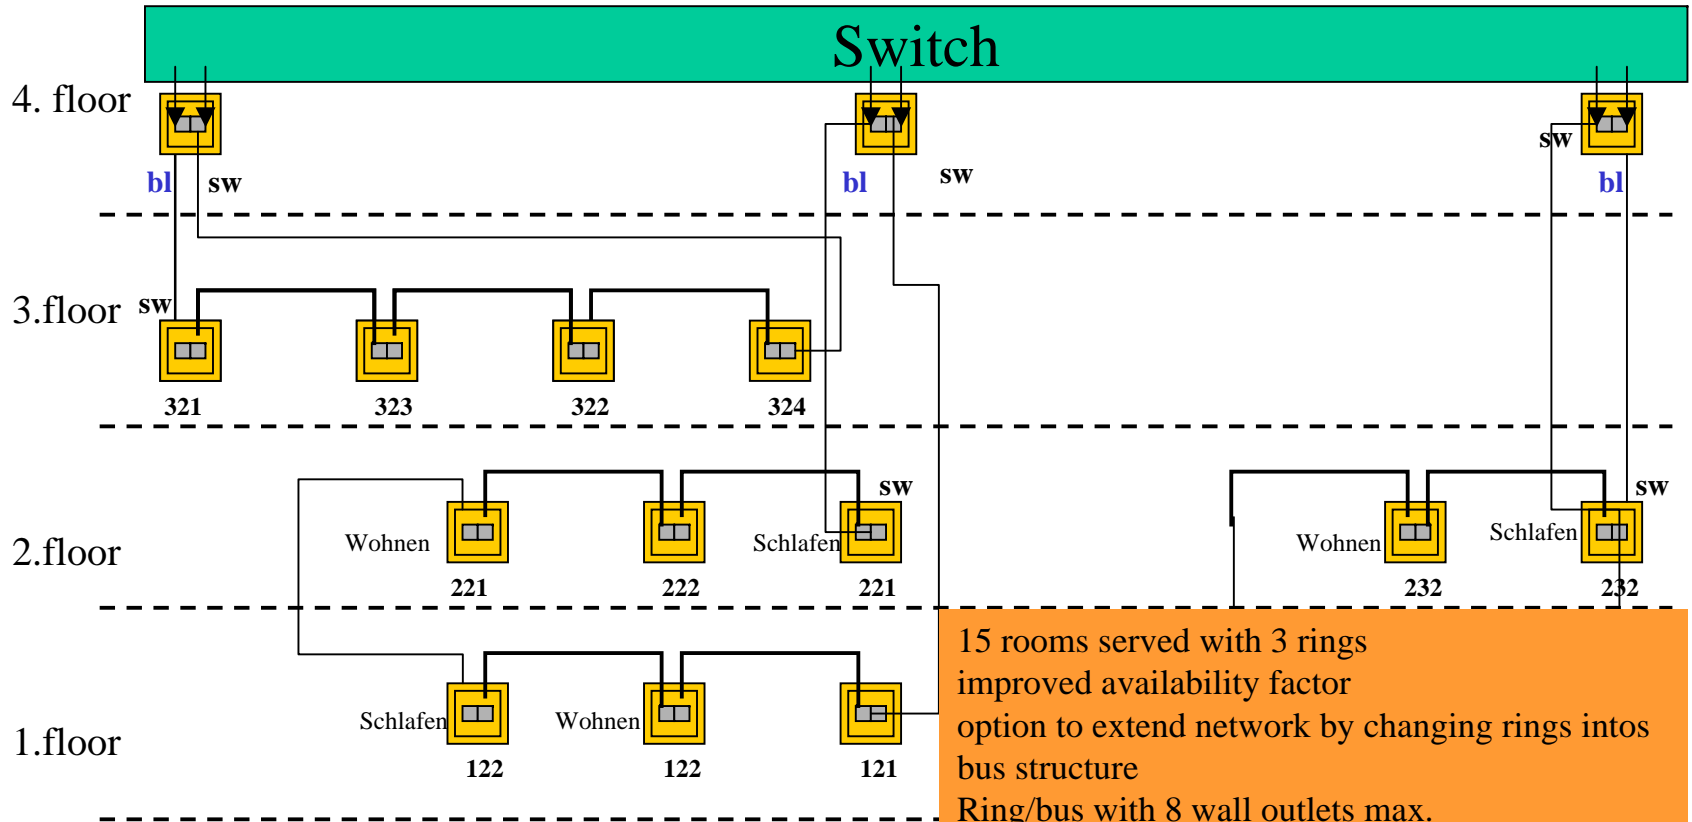 Switch
4. floor
bl sw bl sw sw bl
3.floor sw
321 323 322 324
sw sw
2.floor Wohnen Schlafen Wohnen Schlafen
221 222 221 232 232
1.floor Schlafen Wohnen
122 122 121
15 rooms served with 3 rings
improved availability factor
option to extend network by changing rings intos
bus structure
Ring/bus with 8 wall outlets max.